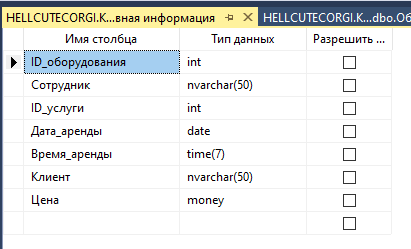 HELLCUTECORGI.K...вная информация HELLCUTECORGI.K...dbo.Об
Имя столбца Тип данных Разрешить ...
ID_оборудования int
Сотрудник nvarchar(50)
ID_услуги int
Дата_аренды date
Время_аренды time(7)
Клиент nvarchar(50)
Цена money